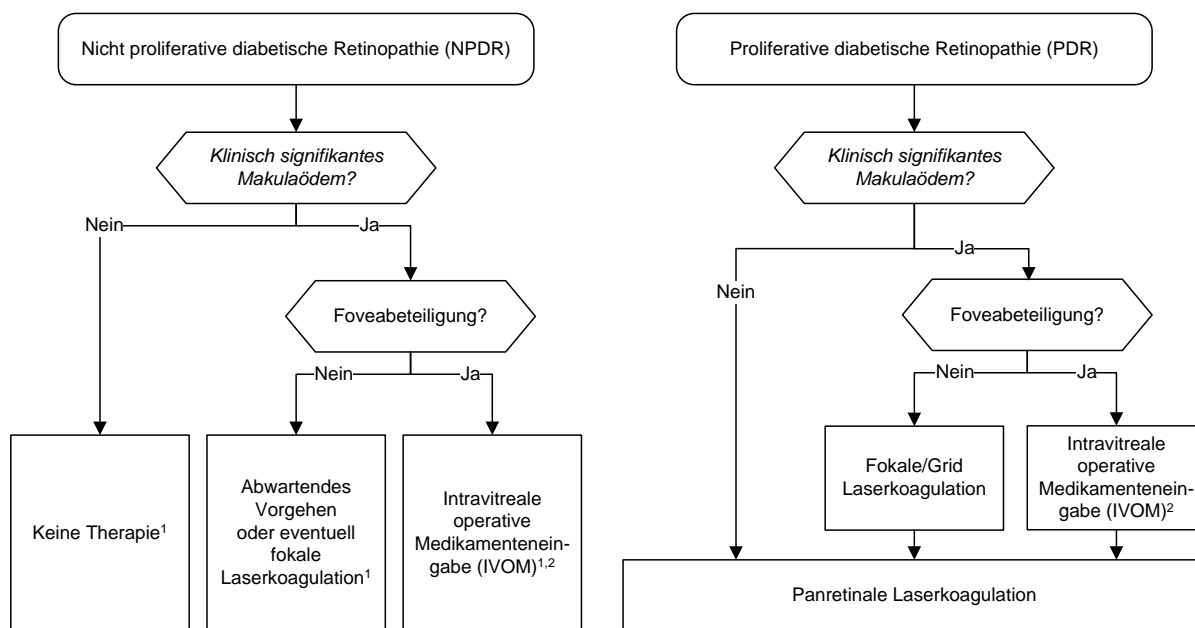 Nicht proliferative diabetische Retinopathie (NPDR)
Klinisch signifikantes
Makulaödem?
Nein
Ja
Foveabeteiligung?
Nein
Ja
Keine Therapie¹
Abwartendes
Vorgehen
oder eventuell
fokale
Laserkoagulation¹
Intravitreale
operative
Medikamentenein-
gabe (IVOM)¹,²
Proliferative diabetische Retinopathie (PDR)
Klinisch signifikantes
Makulaödem?
Nein
Ja
Foveabeteiligung?
Nein
Ja
Fokale/Grid
Laserkoagulation
Intravitreale
operative
Medikamentenein-
gabe (IVOM)²
Panretinale Laserkoagulation